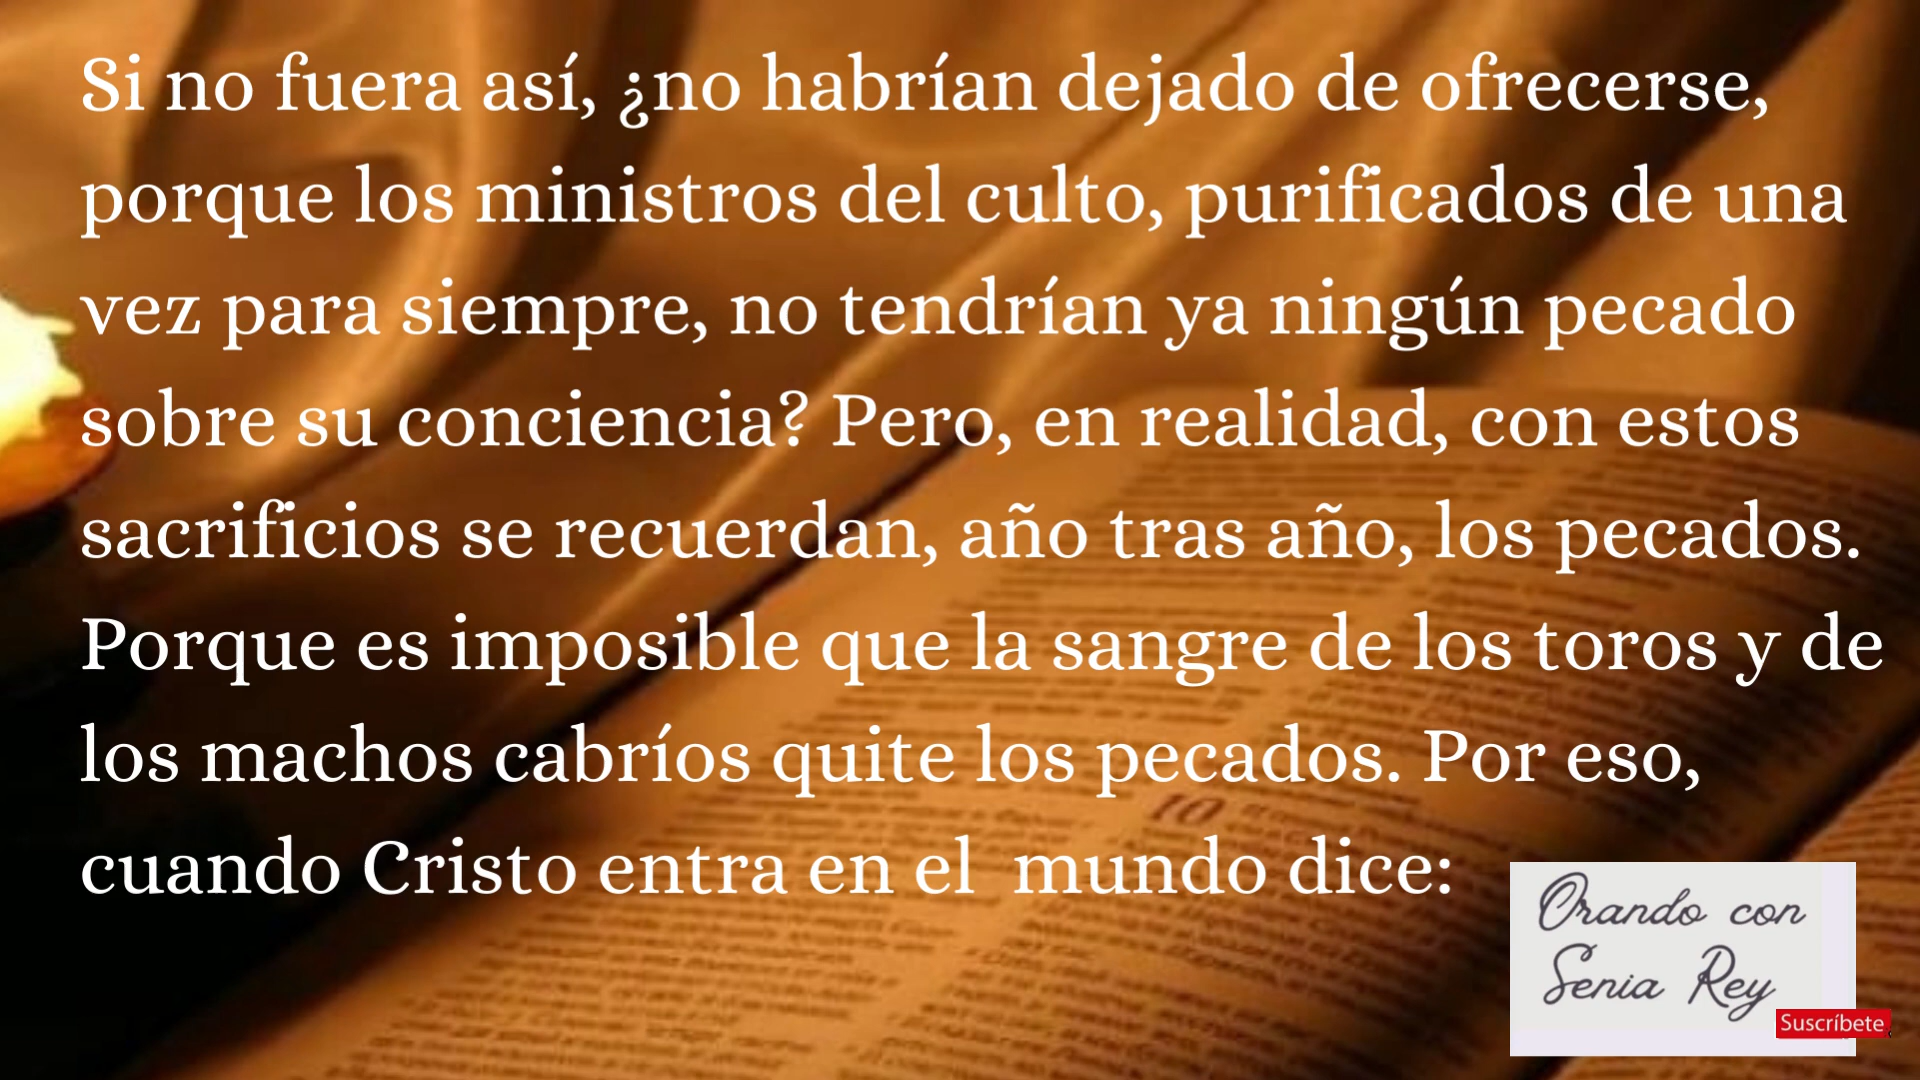 Si no fuera así, ¿no habrían dejado de ofrecerse,
porque los ministros del culto, purificados de una
vez para siempre, no tendrían ya ningún pecado
sobre su conciencia? Pero, en realidad, con estos
sacrificios se recuerdan, año tras año, los pecados.
Porque es imposible que la sangre de los toros y de
los machos cabríos quite los pecados. Por eso,
cuando Cristo entra en el  mundo dice:
10
Orando con
Senia Rey
Suscríbete